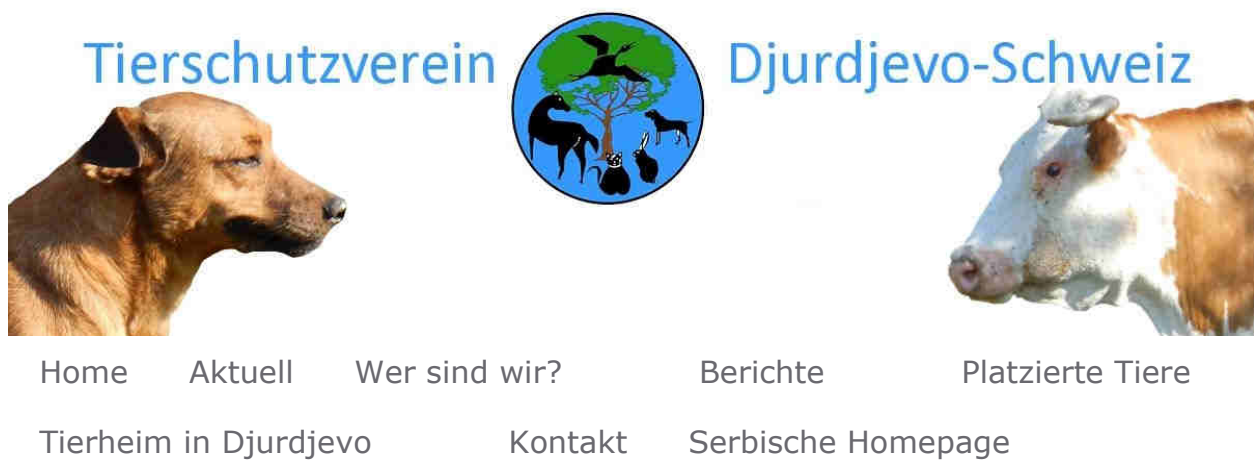 Tierschutzverein Djurdjevo-Schweiz
Home Aktuell Wer sind wir? Berichte Platzierte Tiere
Tierheim in Djurdjevo Kontakt Serbische Homepage